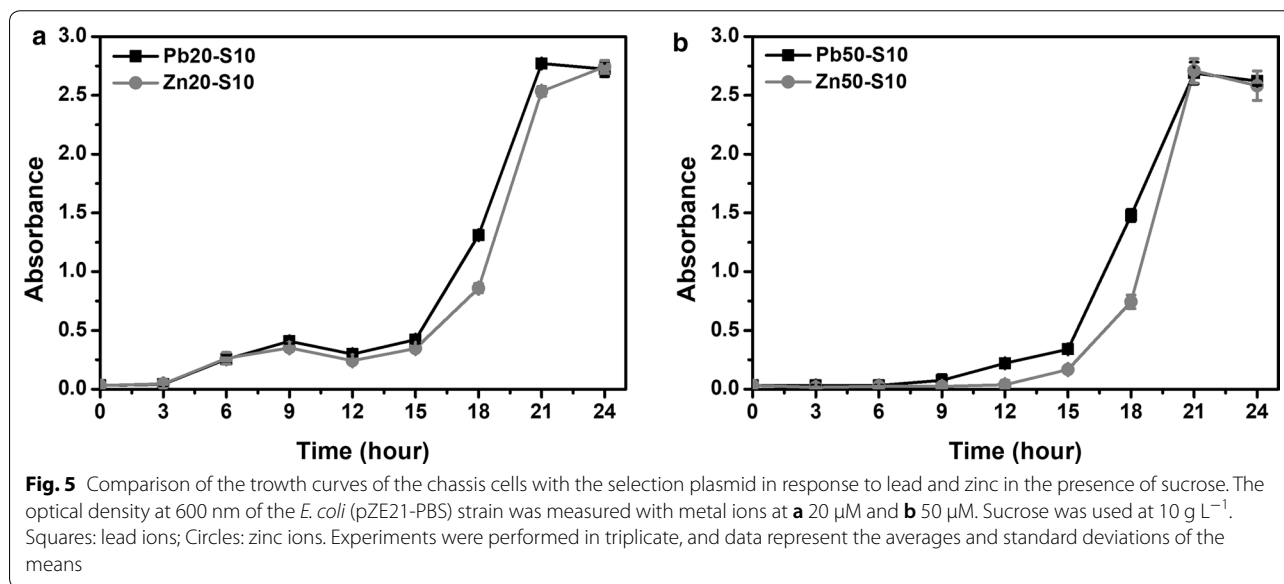 a
3.0
2.5
2.0
1.5
1.0
0.5
0.0
Absorbance
Pb20-S10
Zn20-S10
0 3 6 9 12 15 18 21 24
Time (hour)
b
3.0
2.5
2.0
1.5
1.0
0.5
0.0
Absorbance
Pb50-S10
Zn50-S10
0 3 6 9 12 15 18 21 24
Time (hour)
Fig. 5 Comparison of the trowth curves of the chassis cells with the selection plasmid in response to lead and zinc in the presence of sucrose. The
optical density at 600 nm of the E. coli (pZE21-PBS) strain was measured with metal ions at a 20 μM and b 50 μM. Sucrose was used at 10 g L⁻¹.
Squares: lead ions; Circles: zinc ions. Experiments were performed in triplicate, and data represent the averages and standard deviations of the
means